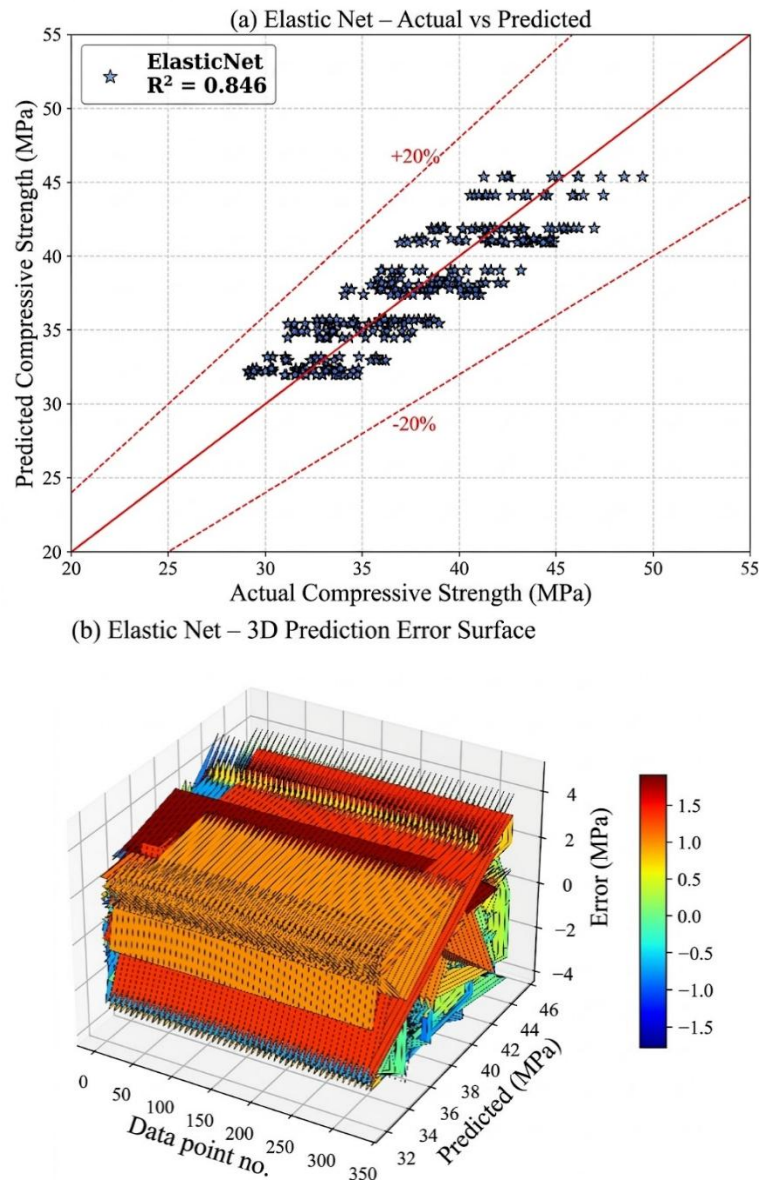 (a) Elastic Net – Actual vs Predicted
ElasticNet
R² = 0.846
+20%
-20%
55
50
45
40
35
30
25
20
Predicted Compressive Strength (MPa)
20 25 30 35 40 45 50 55
Actual Compressive Strength (MPa)
(b) Elastic Net – 3D Prediction Error Surface
4
2
0
−2
−4
Error (MPa)
1.5
1.0
0.5
0.0
−0.5
−1.0
−1.5
0 50 100 150 200 250 300 350
Data point no.
32 34 36 38 40 42 44 46
Predicted (MPa)